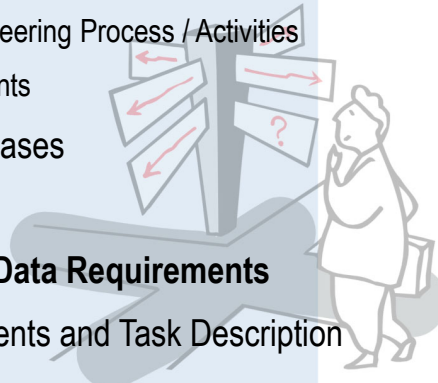 eering Process / Activities
nts
ases
?
Data Requirements
ents and Task Description